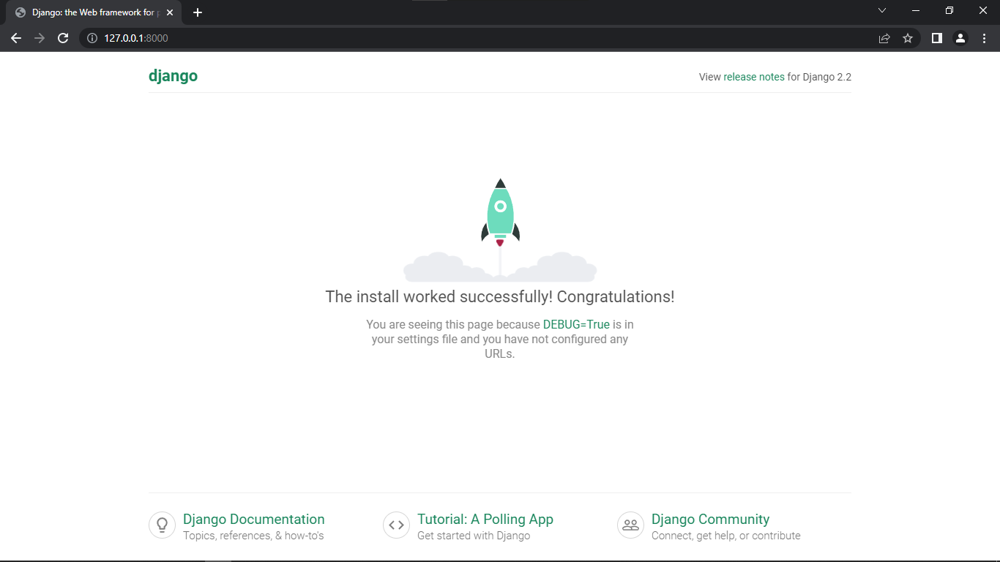 Django: the Web framework for p
127.0.0.1:8000
django
View release notes for Django 2.2
The install worked successfully! Congratulations!
You are seeing this page because DEBUG=True is in
your settings file and you have not configured any
URLs.
Django Documentation
Topics, references, & how-to's
Tutorial: A Polling App
Get started with Django
Django Community
Connect, get help, or contribute